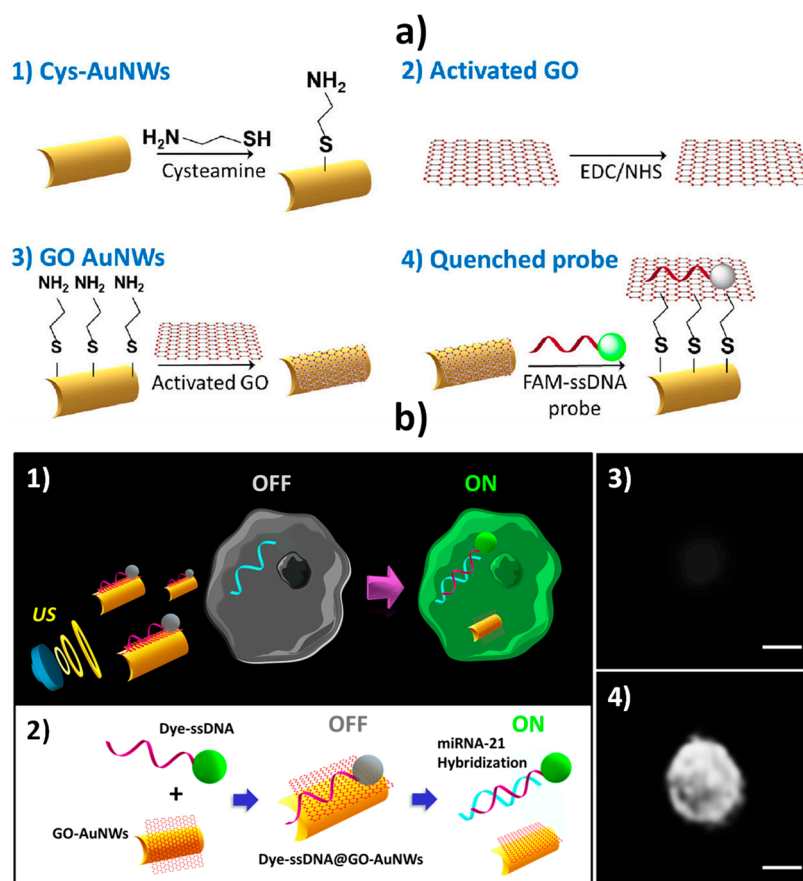 a)
1) Cys-AuNWs
2) Activated GO
NH2
H2N SH
Cysteamine
S
EDC/NHS
3) GO AuNWs
4) Quenched probe
NH2 NH2 NH2
S S S
Activated GO
S S S
FAM-ssDNA
probe
b)
1)
OFF
ON
US
2)
Dye-ssDNA
+
GO-AuNWs
OFF
Dye-ssDNA@GO-AuNWs
ON
miRNA-21
Hybridization
3)
4)